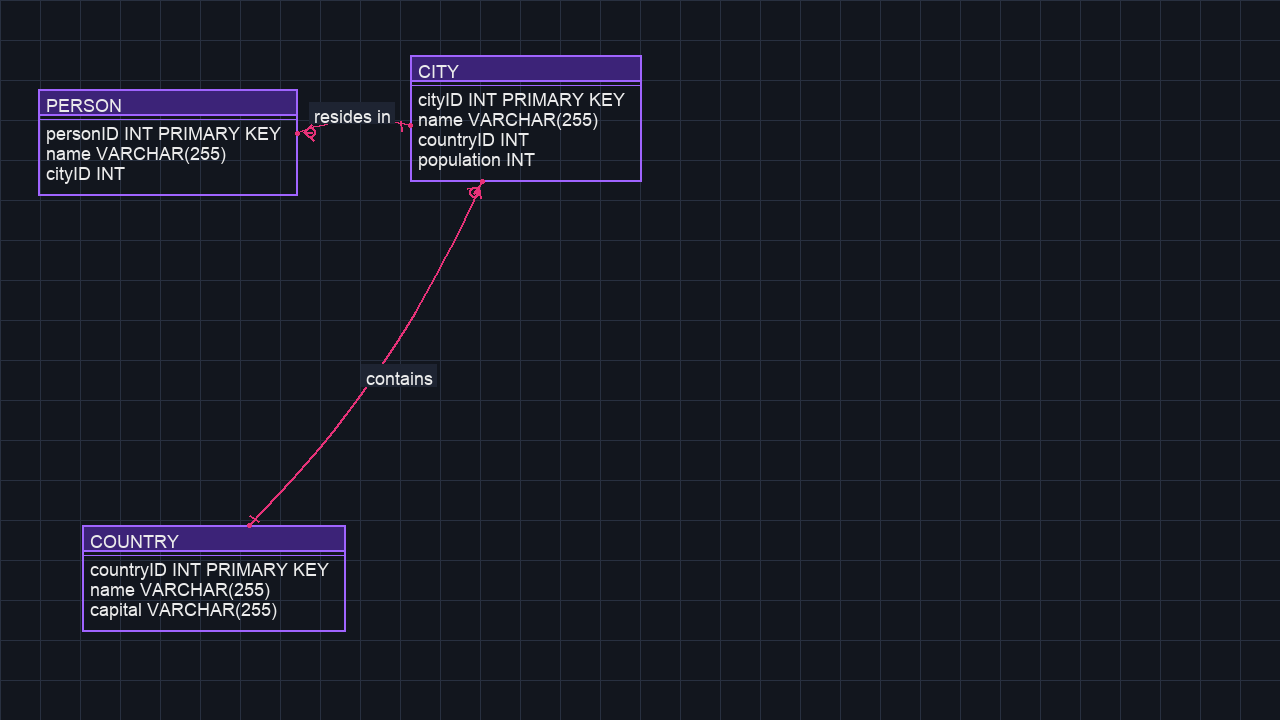 PERSON
personID INT PRIMARY KEY
name VARCHAR(255)
cityID INT
resides in
CITY
cityID INT PRIMARY KEY
name VARCHAR(255)
countryID INT
population INT
contains
COUNTRY
countryID INT PRIMARY KEY
name VARCHAR(255)
capital VARCHAR(255)